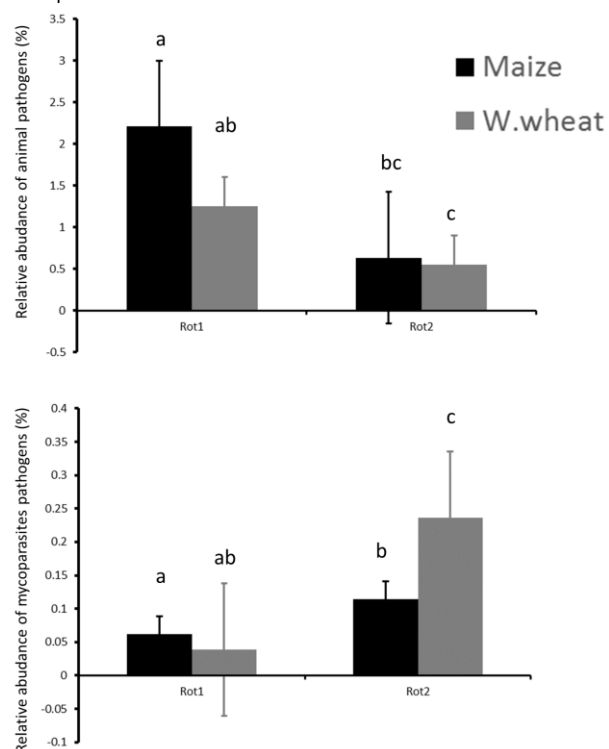 Relative abudance of animal pathogens (%)
3.5
3
2.5
2
1.5
1
0.5
0
-0.5
a
ab
bc
c
Maize
W.wheat
Rot1
Rot2
Relative abudance of mycoparasites pathogens (%)
0.4
0.35
0.3
0.25
0.2
0.15
0.1
0.05
0
-0.05
-0.1
a
ab
b
c
Rot1
Rot2